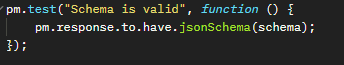 pm.test("Schema is valid", function () {
    pm.response.to.have.jsonSchema(schema);
});